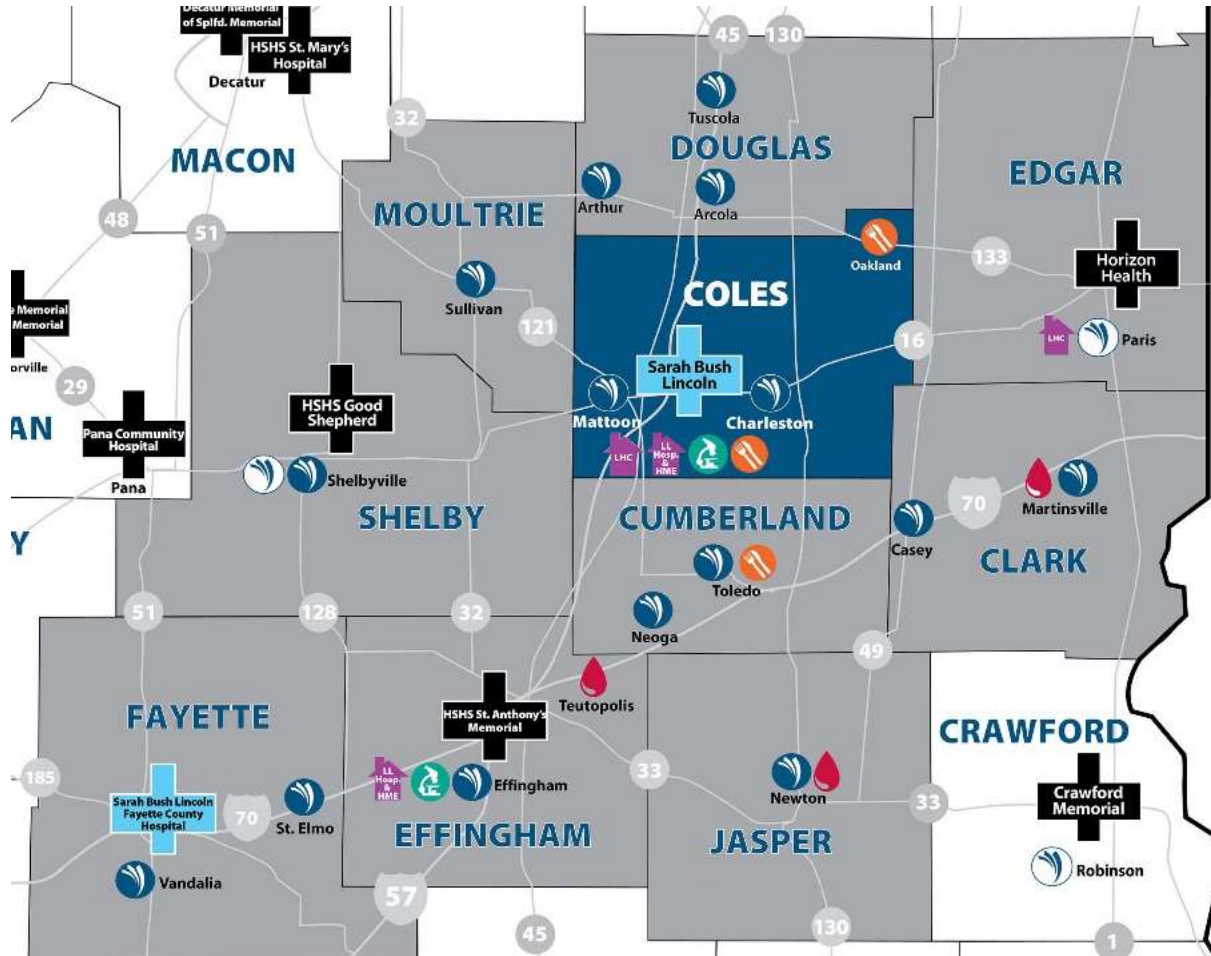 Decatur Memorial
of Splfd. Memorial
HSHS St. Mary's
Hospital
Decatur
MACON
45
130
Tuscola
DOUGLAS
32
EDGAR
MOULTRIE
Arthur
Arcola
48
51
Oakland
133
Horizon
Health
COLES
Sullivan
121
Memorial
Memorial
orville
16
LHC
Paris
29
Sarah Bush
Lincoln
HSHS Good
Shepherd
Mattoon
Charleston
AN
Pana Community
Hospital
LHC
LL
Hosp.
&
HME
Pana
Shelbyville
70
Martinsville
SHELBY
CUMBERLAND
Casey
CLARK
Y
Toledo
51
128
32
Neoga
49
Teutopolis
FAYETTE
HSHS St. Anthony's
Memorial
CRAWFORD
185
LL
Hosp.
&
HME
Effingham
33
Newton
33
Crawford
Memorial
Sarah Bush Lincoln
Fayette County
Hospital
70
St. Elmo
EFFINGHAM
JASPER
Vandalia
57
Robinson
45
130
1